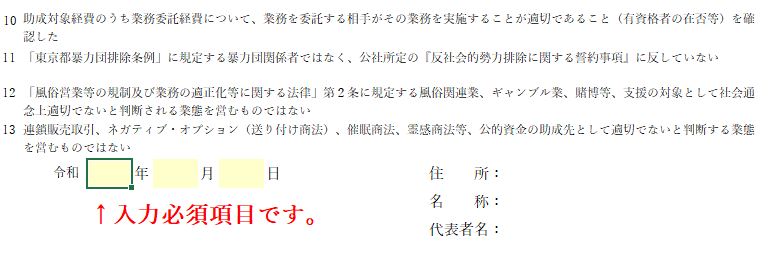 10 助成対象経費のうち業務委託経費について、業務を委託する相手がその業務を実施することが適切であること（有資格者の在否等）を確
認した
11 「東京都暴力団排除条例」に規定する暴力団関係者ではなく、公社所定の『反社会的勢力排除に関する誓約事項』に反していない
12 「風俗営業等の規制及び業務の適正化等に関する法律」第２条に規定する風俗関連業、ギャンブル業、賭博等、支援の対象として社会通
念上適切でないと判断される業態を営むものではない
13 連鎖販売取引、ネガティブ・オプション（送り付け商法）、催眠商法、霊感商法等、公的資金の助成先として適切でないと判断する業態
を営むものではない
令和 年 月 日 住　所：
↑入力必須項目です。 名　称：
代表者名：